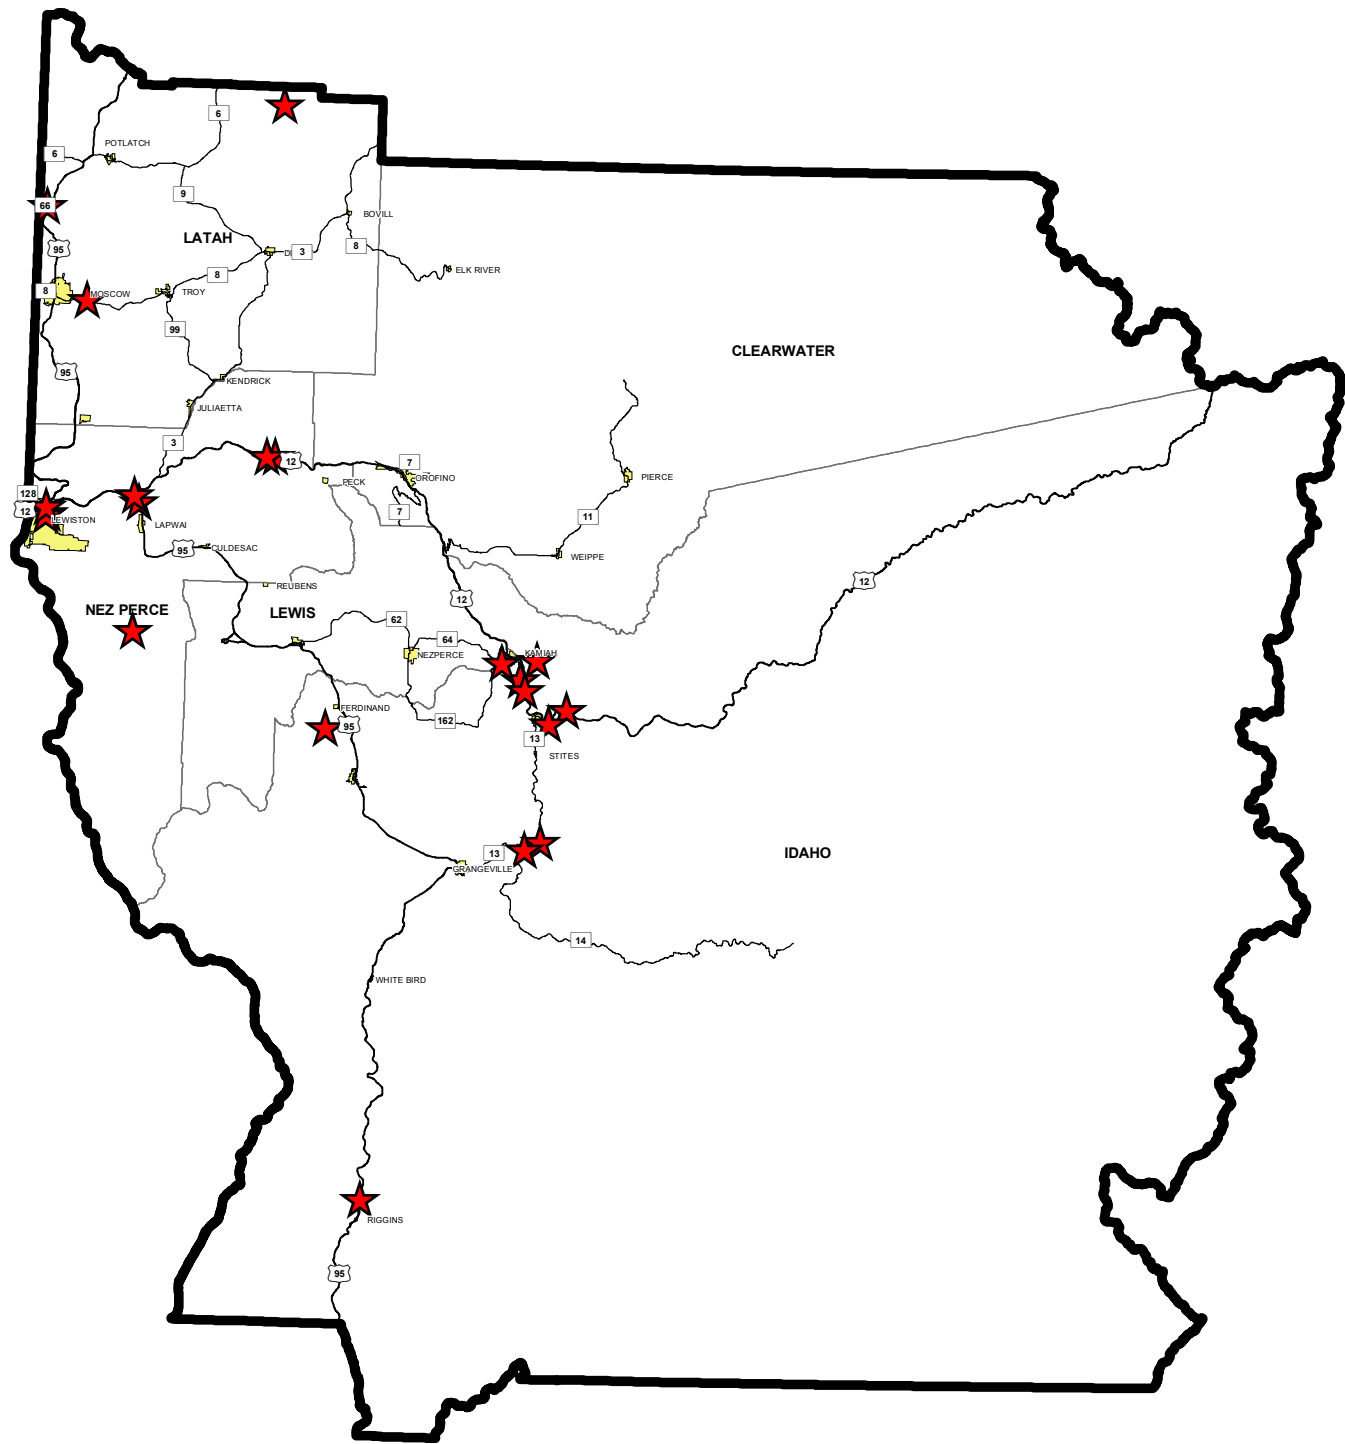 6
POTLATCH
6
9
66
BOVILL
LATAH
95
3
8
8
ELK RIVER
8
MOSCOW
TROY
99
CLEARWATER
95
KENDRICK
JULIAETTA
3
12
7
OROFINO
PIERCE
PECK
128
12
LEWISTON
7
11
LAPWAI
95
CULDESAC
WEIPPE
12
REUBENS
12
NEZ PERCE
LEWIS
62
64
NEZPERCE
KAMIAH
FERDINAND
162
95
13
STITES
13
IDAHO
GRANGEVILLE
14
WHITE BIRD
RIGGINS
95